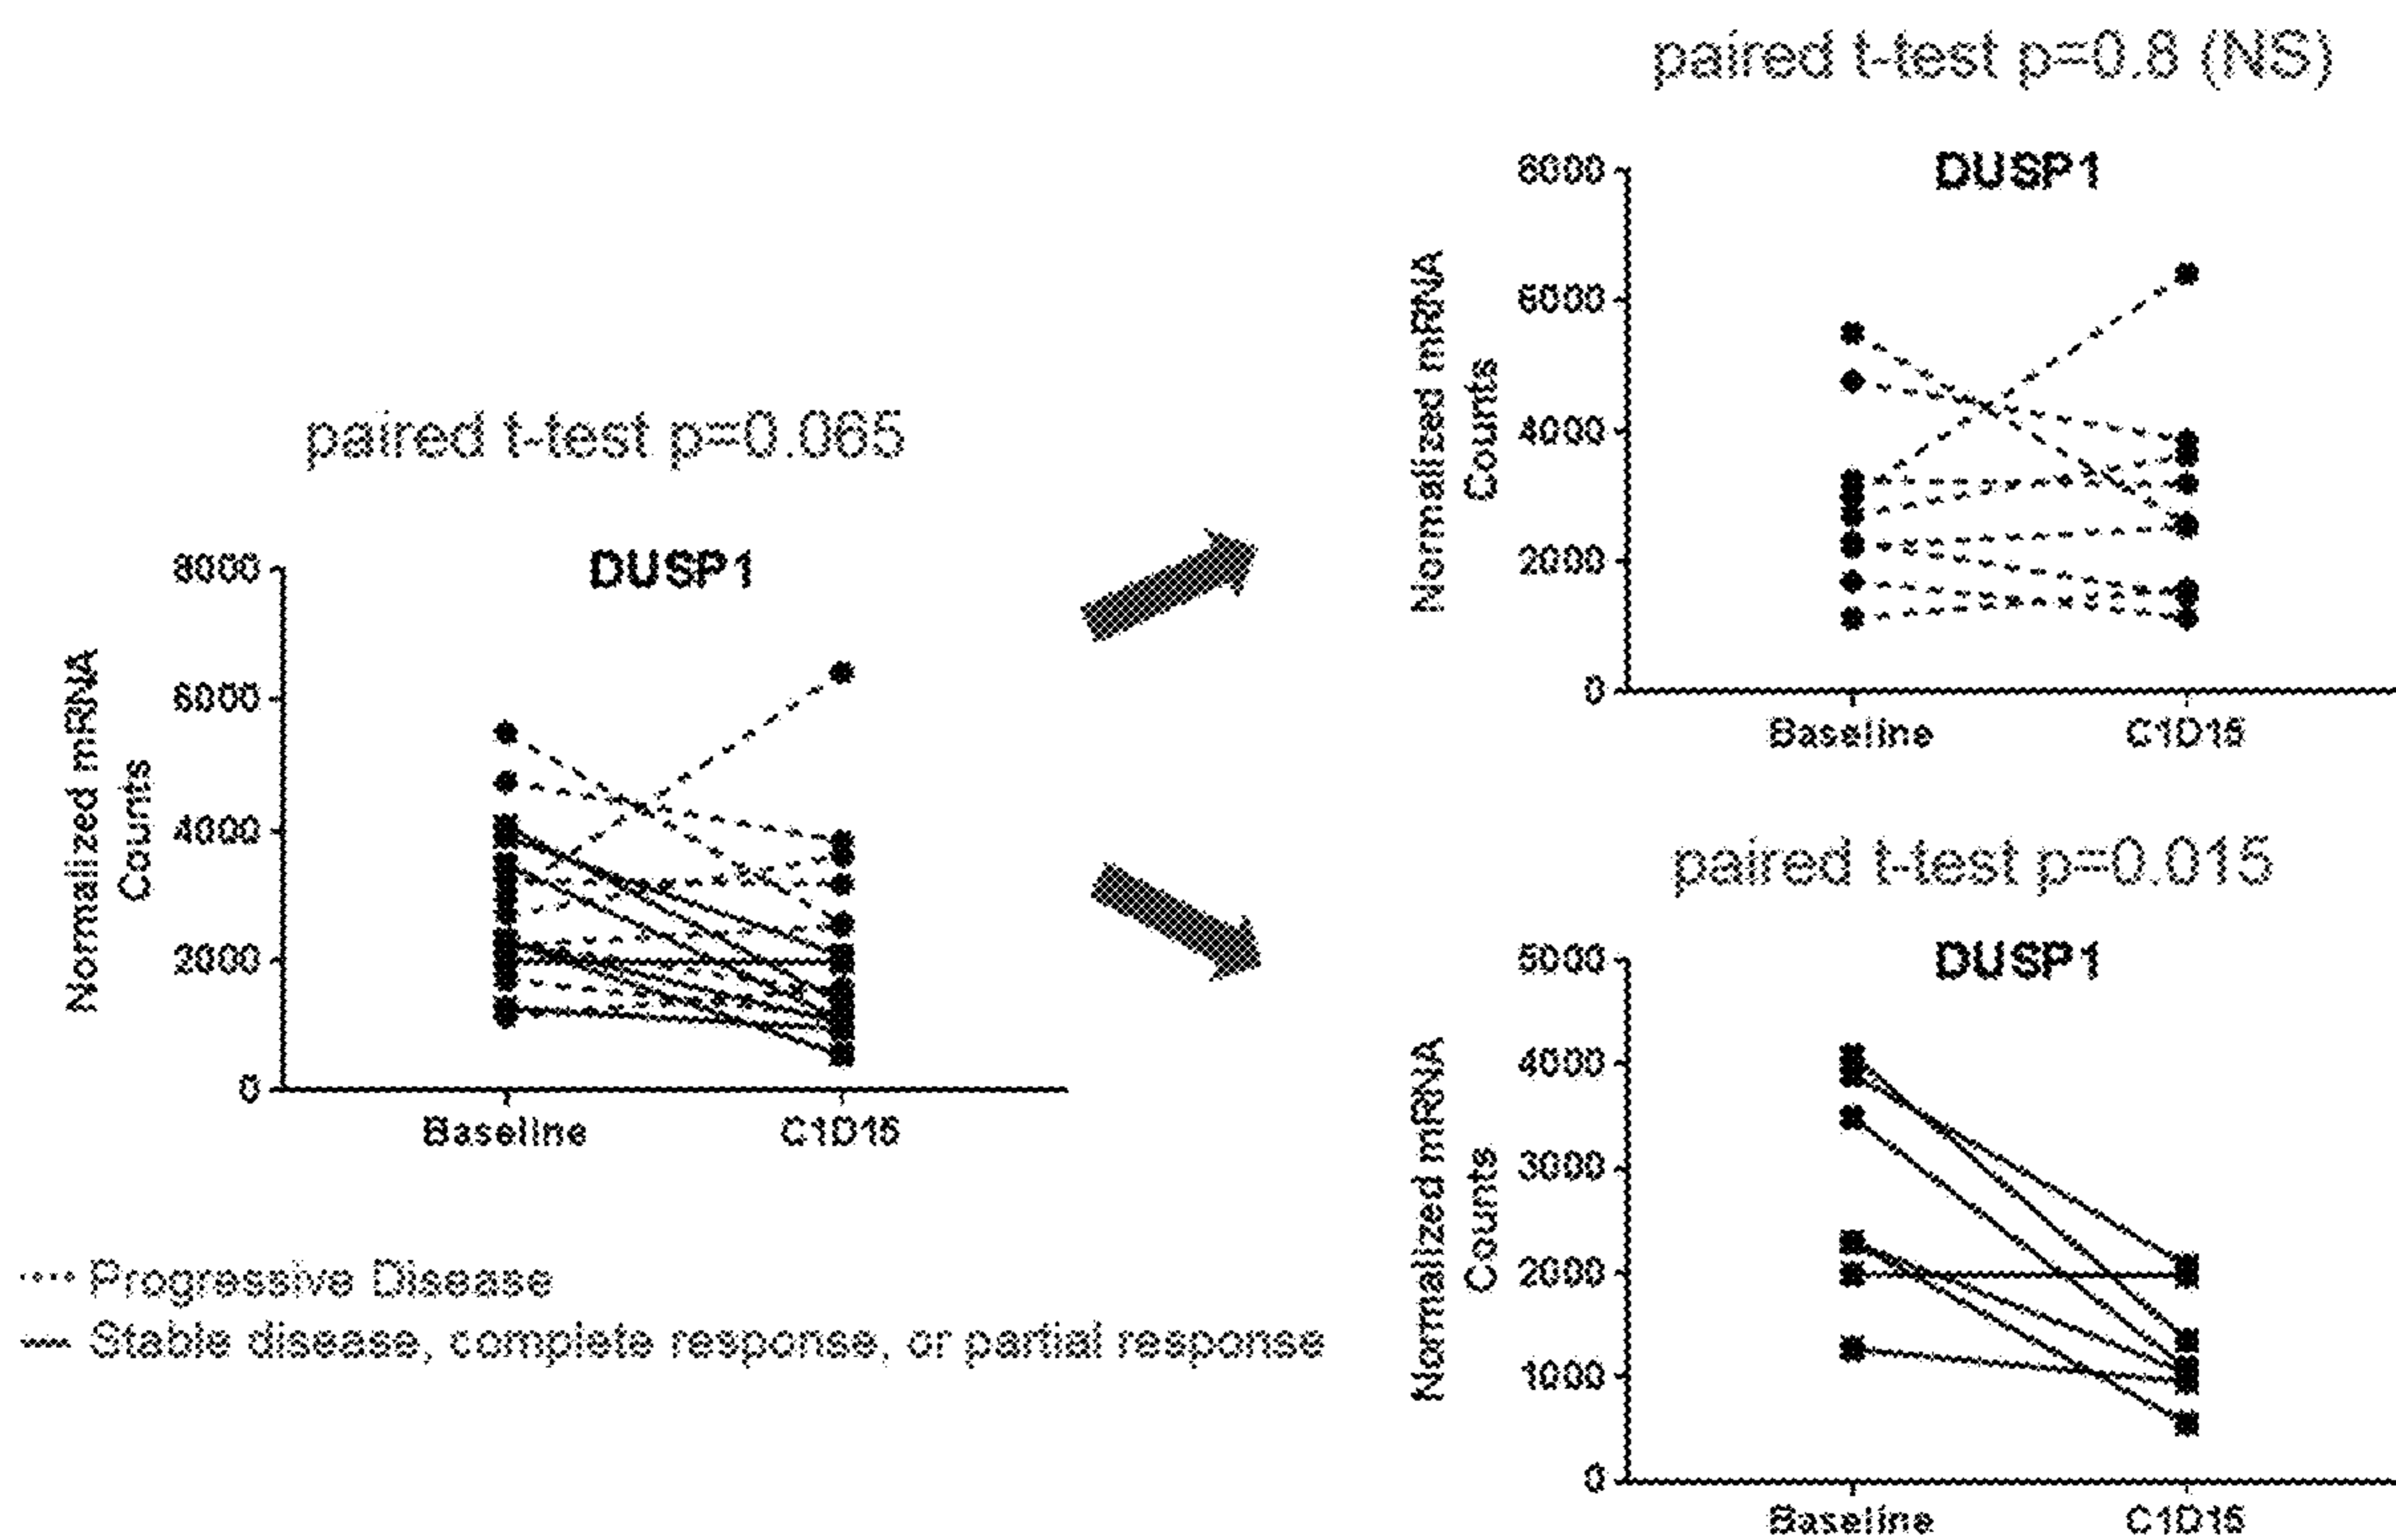 paired t-test p=0.8 (NS)
DUSP1
8000
6000
4000
2000
0
Normalized mRNA
Counts
Baseline
C1D15
paired t-test p=0.065
DUSP1
8000
6000
4000
2000
0
Normalized mRNA
Counts
Baseline
C1D15
paired t-test p=0.015
DUSP1
5000
4000
3000
2000
1000
0
Normalized mRNA
Counts
Baseline
C1D15
Progressive Disease
Stable disease, complete response, or partial response